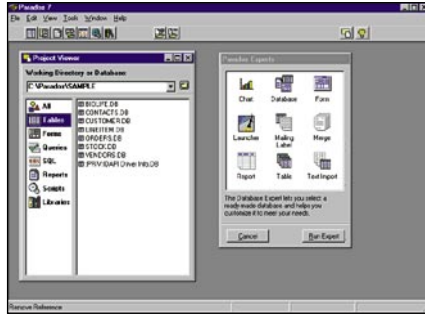 Paradox 7
File Edit View Tools Window Help
Project Viewer
Working Directory or Database:
C:\Paradox\SAMPLE
All
Tables
Forms
Queries
SQL
Reports
Scripts
Libraries
BIOLIFE.DB
CONTACTS.DB
CUSTOMER.DB
LINEITEM.DB
ORDERS.DB
STOCK.DB
VENDORS.DB
Paradox Experts
Chart Database Form
Launcher Mailing Label Merge
Report Table Text Import
The Database Expert lets you select a
ready-made database and helps you
customize it to meet your needs.
Cancel Run Expert
Remove Reference